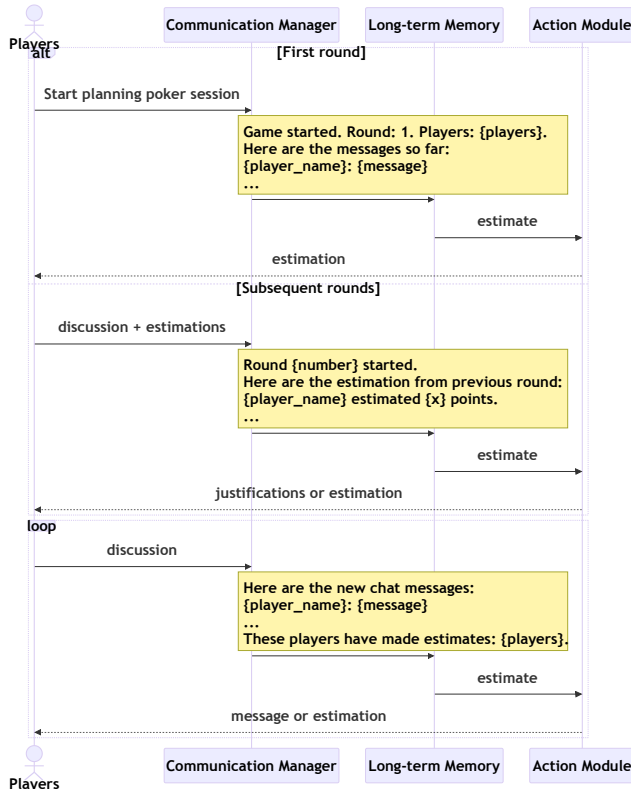 Players
Communication Manager
Long-term Memory
Action Module
alt
[First round]
Start planning poker session
Game started. Round: 1. Players: {players}.
Here are the messages so far:
{player_name}: {message}
...
estimate
estimation
[Subsequent rounds]
discussion + estimations
Round {number} started.
Here are the estimation from previous round:
{player_name} estimated {x} points.
...
estimate
justifications or estimation
loop
discussion
Here are the new chat messages:
{player_name}: {message}
...
These players have made estimates: {players}.
estimate
message or estimation
Players
Communication Manager
Long-term Memory
Action Module